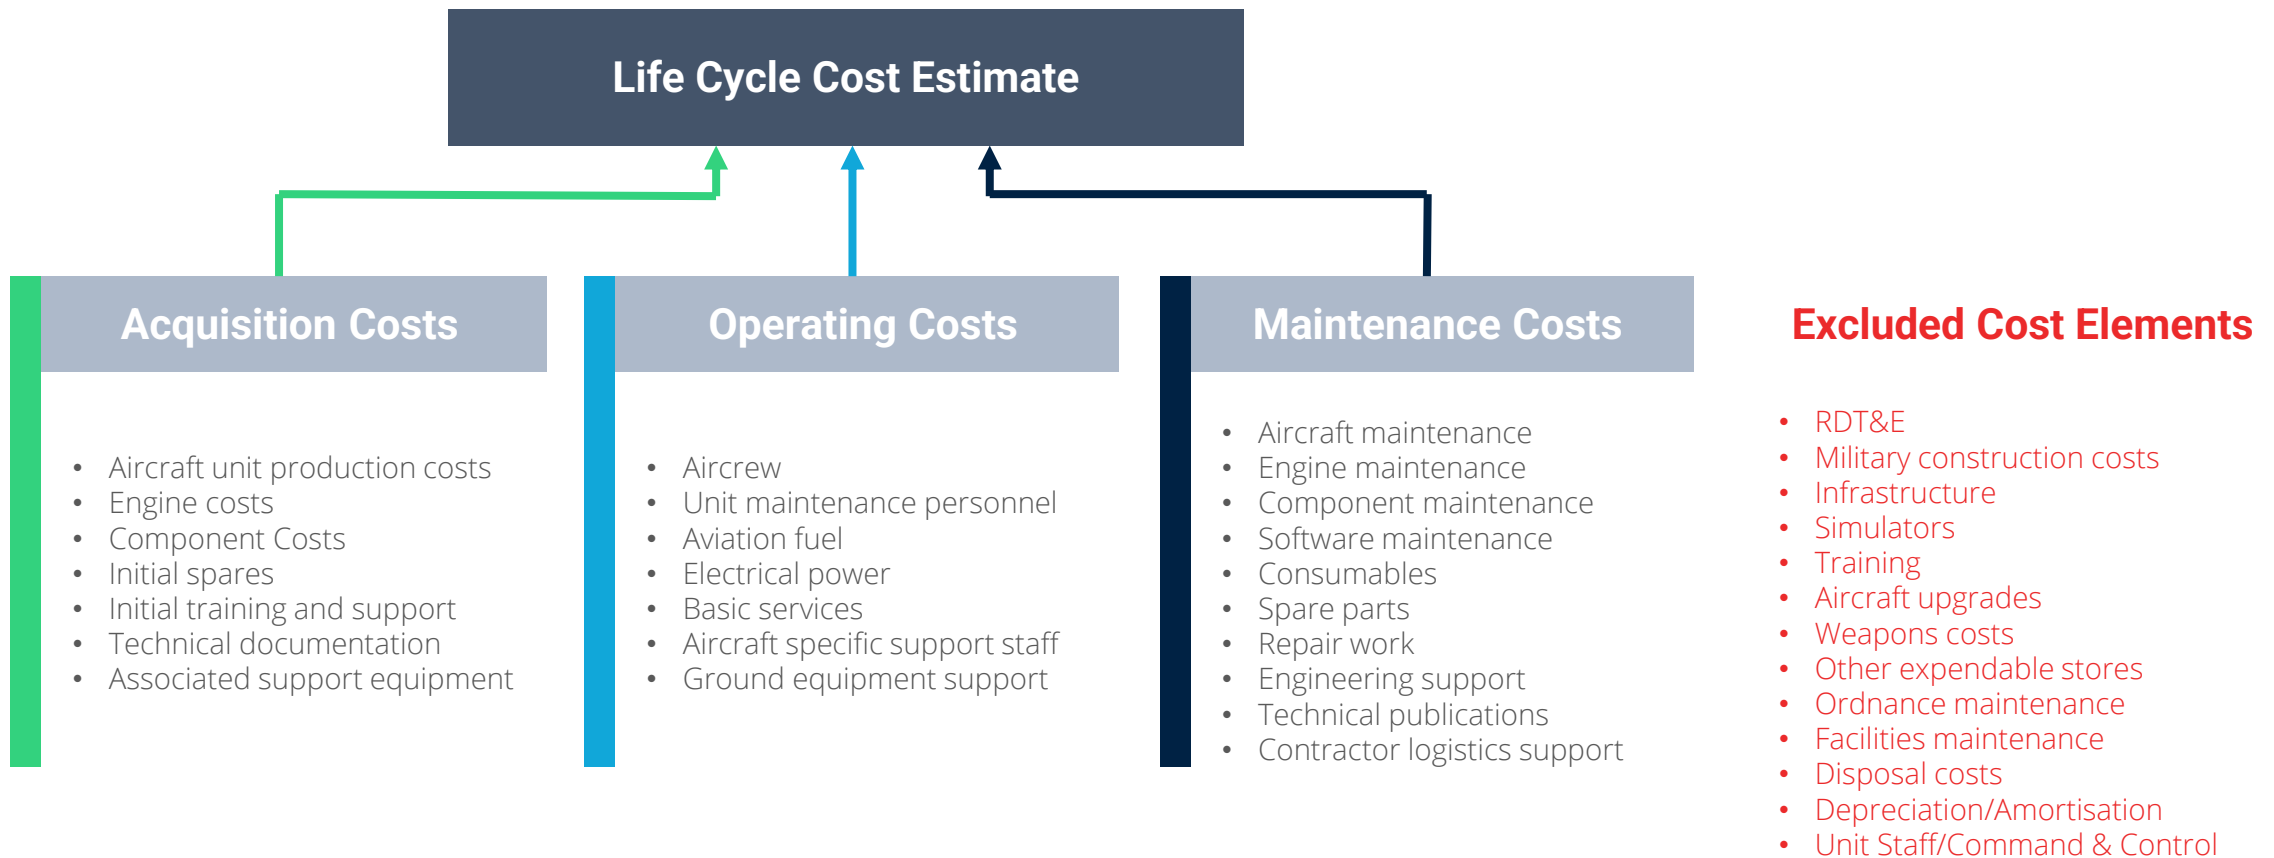 Life Cycle Cost Estimate
Acquisition Costs
• Aircraft unit production costs
• Engine costs
• Component Costs
• Initial spares
• Initial training and support
• Technical documentation
• Associated support equipment
Operating Costs
• Aircrew
• Unit maintenance personnel
• Aviation fuel
• Electrical power
• Basic services
• Aircraft specific support staff
• Ground equipment support
Maintenance Costs
• Aircraft maintenance
• Engine maintenance
• Component maintenance
• Software maintenance
• Consumables
• Spare parts
• Repair work
• Engineering support
• Technical publications
• Contractor logistics support
Excluded Cost Elements
• RDT&E
• Military construction costs
• Infrastructure
• Simulators
• Training
• Aircraft upgrades
• Weapons costs
• Other expendable stores
• Ordnance maintenance
• Facilities maintenance
• Disposal costs
• Depreciation/Amortisation
• Unit Staff/Command & Control